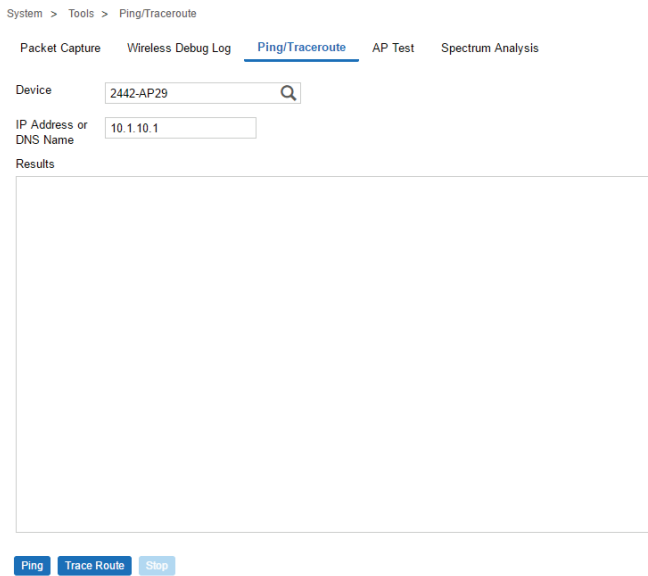 System > Tools > Ping/Traceroute
Packet Capture Wireless Debug Log Ping/Traceroute AP Test Spectrum Analysis
Device 2442-AP29
IP Address or
DNS Name
10.1.10.1
Results
Ping Trace Route Stop